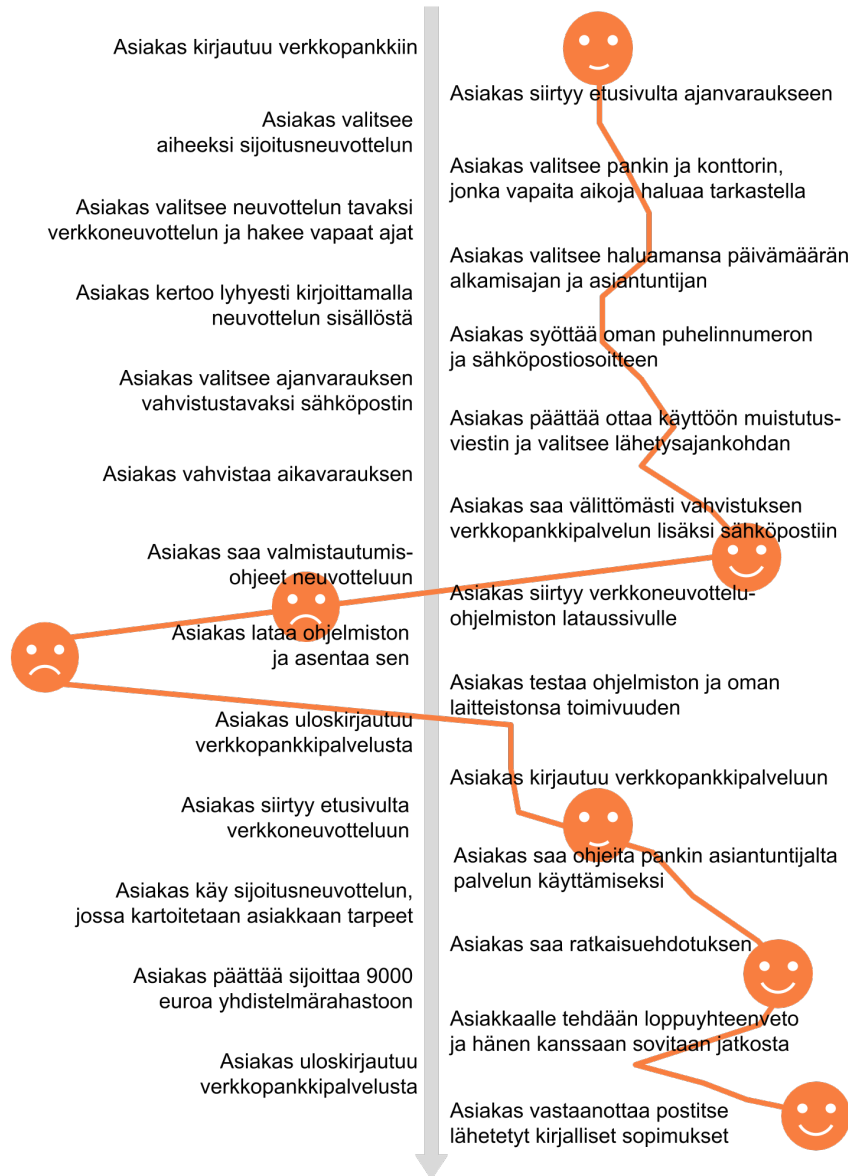 Asiakas kirjautuu verkkopankkiin
Asiakas siirtyy etusivulta ajanvaraukseen
Asiakas valitsee
aiheeksi sijoitusneuvottelun
Asiakas valitsee pankin ja konttorin,
jonka vapaita aikoja haluaa tarkastella
Asiakas valitsee neuvottelun tavaksi
verkkoneuvottelun ja hakee vapaat ajat
Asiakas valitsee haluamansa päivämäärän
alkamisajan ja asiantuntijan
Asiakas kertoo lyhyesti kirjoittamalla
neuvottelun sisällöstä
Asiakas syöttää oman puhelinnumeron
ja sähköpostiosoitteen
Asiakas valitsee ajanvarauksen
vahvistustavaksi sähköpostin
Asiakas päättää ottaa käyttöön muistutus-
viestin ja valitsee lähetysajankohdan
Asiakas vahvistaa aikavarauksen
Asiakas saa välittömästi vahvistuksen
verkkopankkipalvelun lisäksi sähköpostiin
Asiakas saa valmistautumis-
ohjeet neuvotteluun
Asiakas siirtyy verkkoneuvottelu-
ohjelmiston lataussivulle
Asiakas lataa ohjelmiston
ja asentaa sen
Asiakas testaa ohjelmiston ja oman
laitteistonsa toimivuuden
Asiakas uloskirjautuu
verkkopankkipalvelusta
Asiakas kirjautuu verkkopankkipalveluun
Asiakas siirtyy etusivulta
verkkoneuvotteluun
Asiakas saa ohjeita pankin asiantuntijalta
palvelun käyttämiseksi
Asiakas käy sijoitusneuvottelun,
jossa kartoitetaan asiakkaan tarpeet
Asiakas saa ratkaisuehdotuksen
Asiakas päättää sijoittaa 9000
euroa yhdistelmärahastoon
Asiakkaalle tehdään loppuyhteenveto
ja hänen kanssaan sovitaan jatkosta
Asiakas uloskirjautuu
verkkopankkipalvelusta
Asiakas vastaanottaa postitse
lähetetyt kirjalliset sopimukset